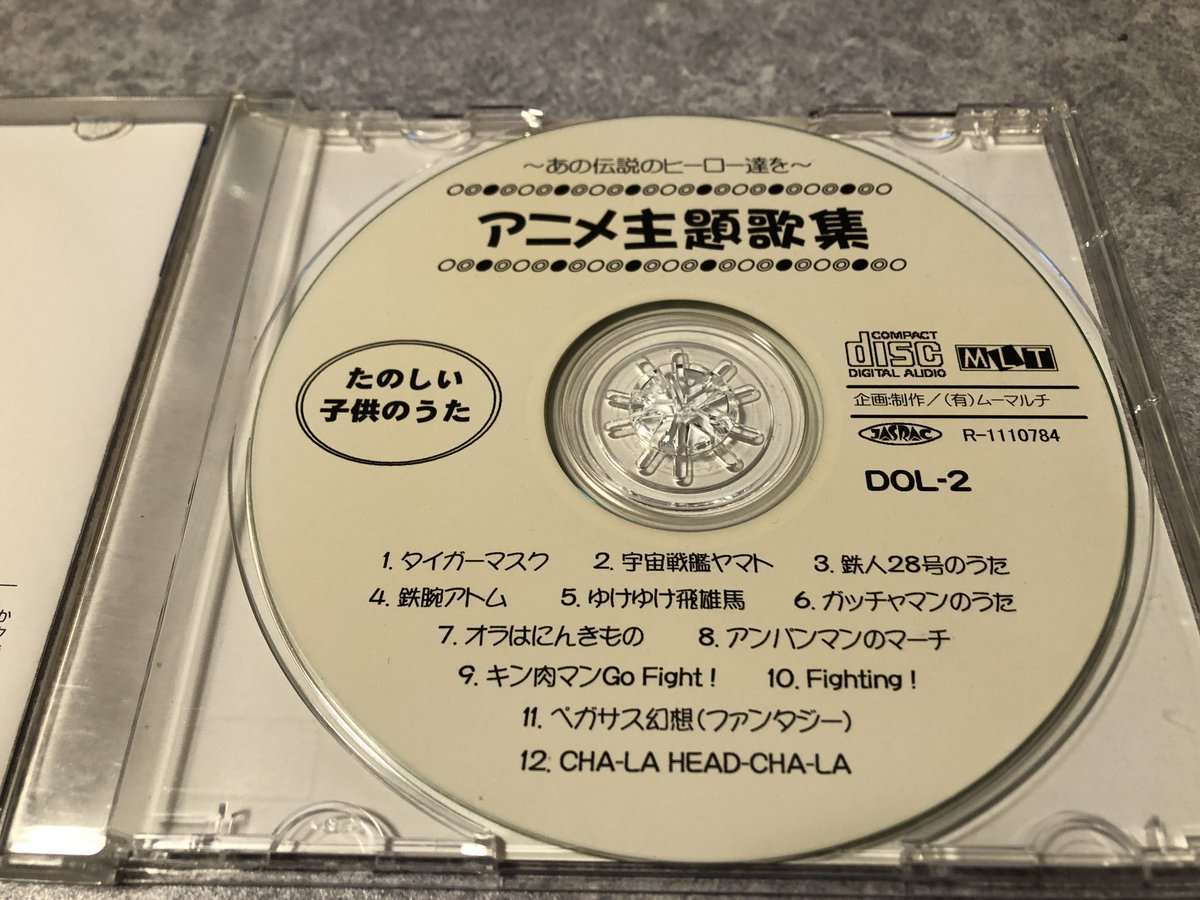 ～あの伝説のヒーロー達を～
アニメ主題歌集
たのしい
子供のうた
COMPACT
disc
DIGITAL AUDIO
MLT
企画:制作／(有)ムーマルチ
JASRAC R-1110784
DOL-2
1. タイガーマスク 2. 宇宙戦艦ヤマト 3. 鉄人28号のうた
4. 鉄腕アトム 5. ゆけゆけ飛雄馬 6. ガッチャマンのうた
7. オラはにんきもの 8. アンパンマンのマーチ
9. キン肉マンGo Fight！ 10. Fighting！
11. ペガサス幻想(ファンタジー)
12. CHA-LA HEAD-CHA-LA